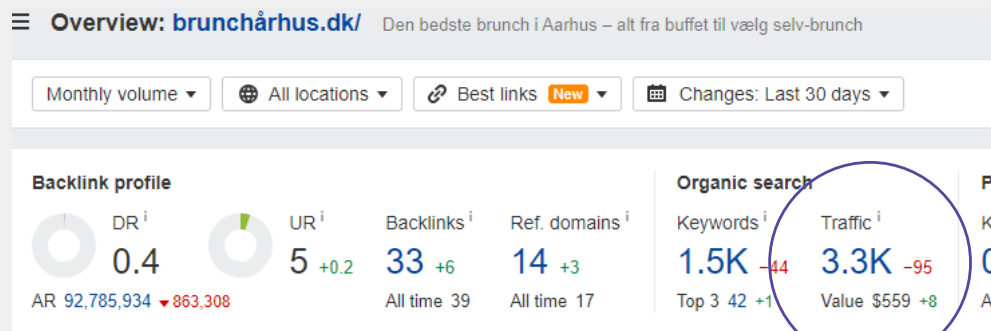 Overview: brunchårhus.dk/ Den bedste brunch i Aarhus – alt fra buffet til vælg selv-brunch
Monthly volume All locations Best links New Changes: Last 30 days
Backlink profile Organic search P
DR i UR i Backlinks i Ref. domains i Keywords i Traffic i K
0.4 5 +0.2 33 +6 14 +3 1.5K –44 3.3K –95
AR 92,785,934 863,308 All time 39 All time 17 Top 3 42 +1 Value $559 +8 A